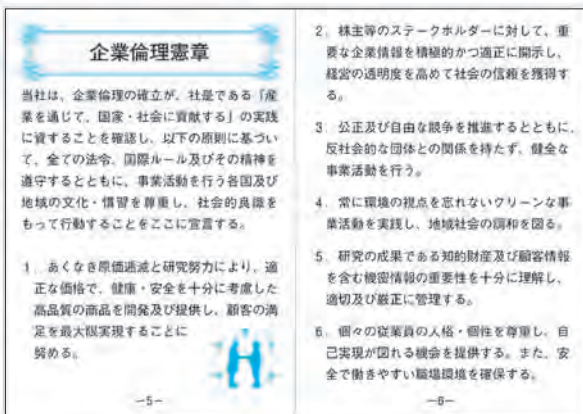 企業倫理憲章
当社は、企業倫理の確立が、社是である「産
業を通じて、国家・社会に貢献する」の実践
に資することを確認し、以下の原則に基づい
て、全ての法令、国際ルール及びその精神を
遵守するとともに、事業活動を行う各国及び
地域の文化・慣習を尊重し、社会的良識を
もって行動することをここに宣言する。
1．あくなき原価逓減と研究努力により、適
正な価格で、健康・安全を十分に考慮した
高品質の商品を開発及び提供し、顧客の満
足を最大限実現することに
努める。
－5－
2．株主等のステークホルダーに対して、重
要な企業情報を積極的かつ適正に開示し、
経営の透明度を高めて社会の信頼を獲得す
る。
3．公正及び自由な競争を推進するとともに、
反社会的な団体との関係を持たず、健全な
事業活動を行う。
4．常に環境の視点を忘れないクリーンな事
業活動を実践し、地域社会の調和を図る。
5．研究の成果である知的財産及び顧客情報
を含む機密情報の重要性を十分に理解し、
適切及び厳正に管理する。
6．個々の従業員の人格・個性を尊重し、自
己実現が図れる機会を提供する。また、安
全で働きやすい職場環境を確保する。
－6－